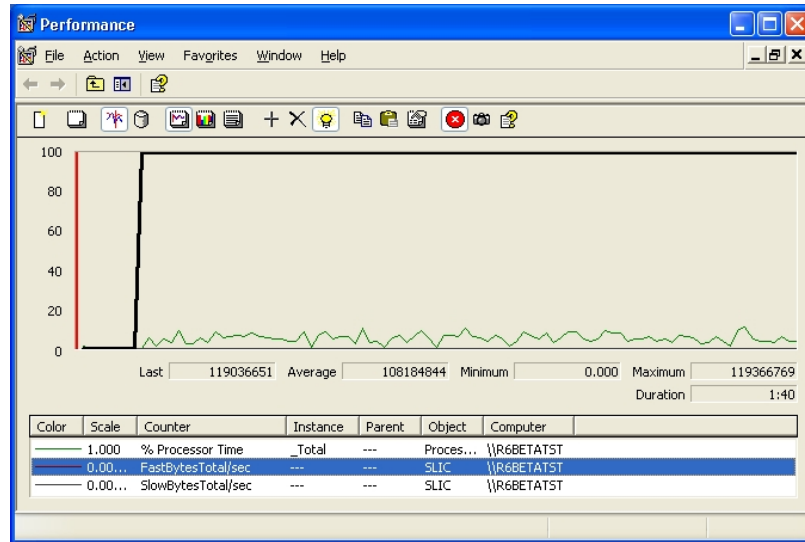 Performance
File Action View Favorites Window Help
100
80
60
40
20
0
Last 119036651 Average 108184844 Minimum 0.000 Maximum 119366769
Duration 1:40
Color Scale Counter Instance Parent Object Computer
1.000 % Processor Time _Total --- Proces... \\R6BETATST
0.00... FastBytesTotal/sec --- --- SLIC \\R6BETATST
0.00... SlowBytesTotal/sec --- --- SLIC \\R6BETATST